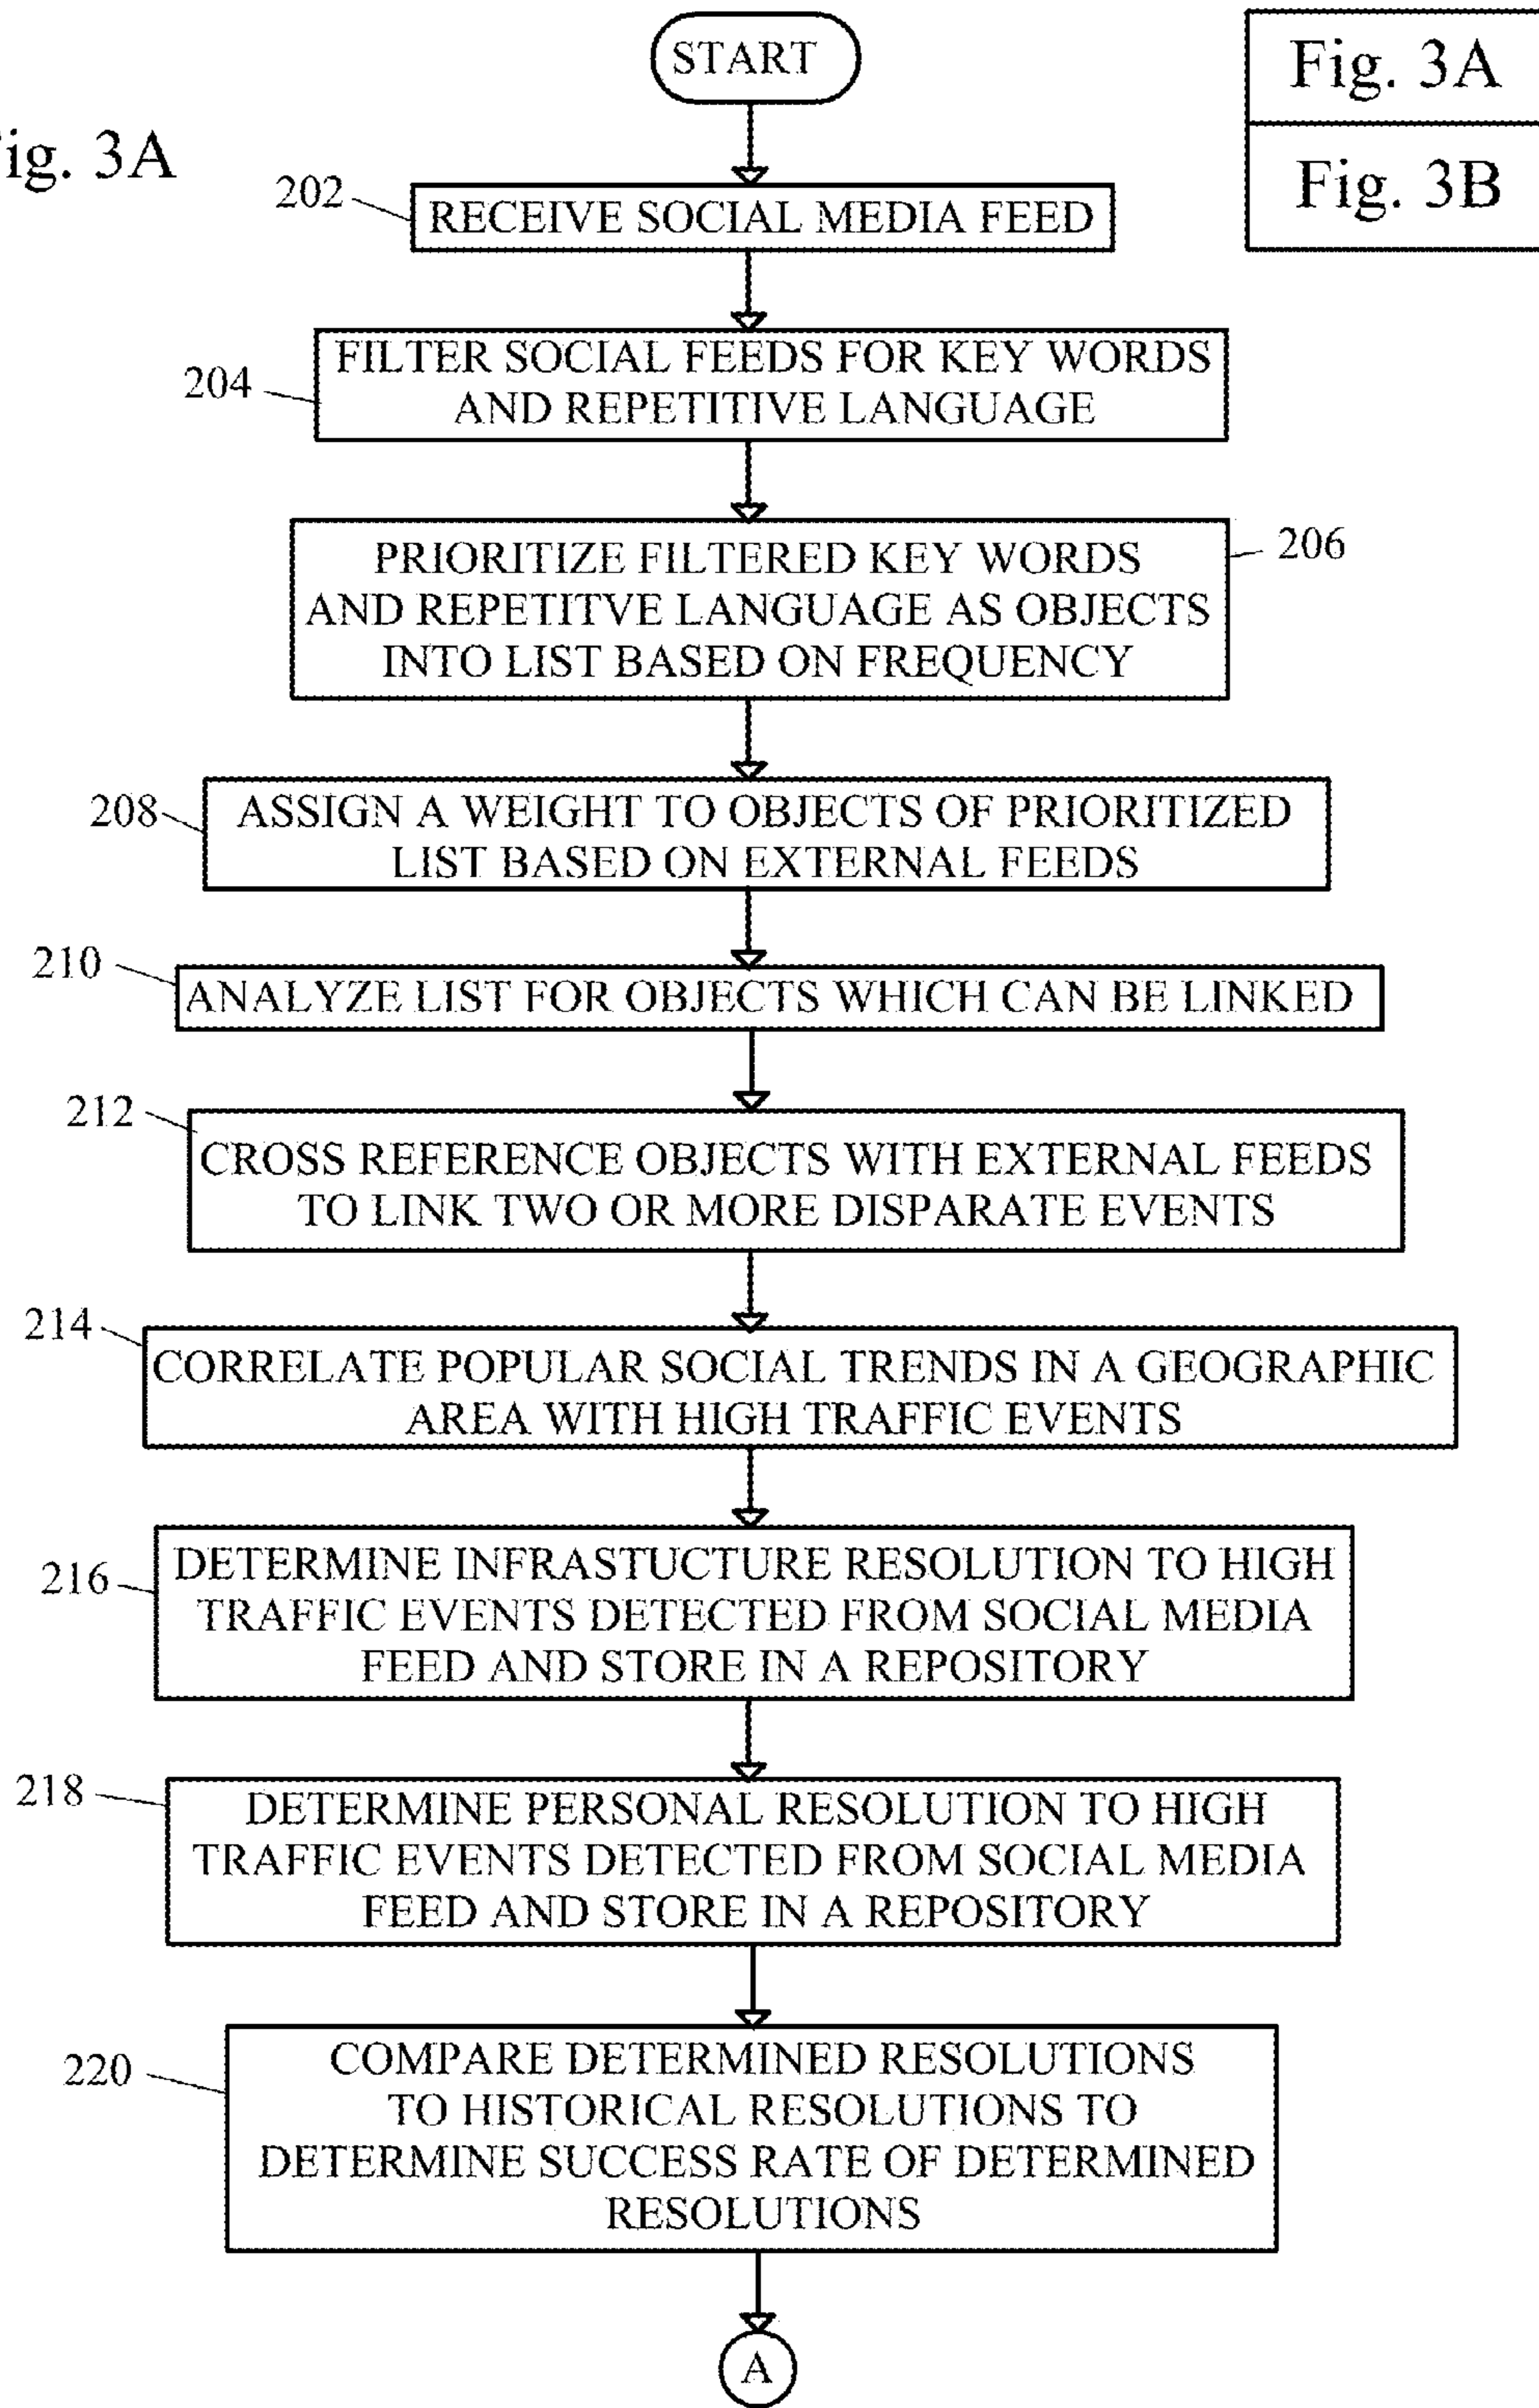 START
Fig. 3A
Fig. 3B
ig. 3A
202
RECEIVE SOCIAL MEDIA FEED
204
FILTER SOCIAL FEEDS FOR KEY WORDS
AND REPETITIVE LANGUAGE
206
PRIORITIZE FILTERED KEY WORDS
AND REPETITVE LANGUAGE AS OBJECTS
INTO LIST BASED ON FREQUENCY
208
ASSIGN A WEIGHT TO OBJECTS OF PRIORITIZED
LIST BASED ON EXTERNAL FEEDS
210
ANALYZE LIST FOR OBJECTS WHICH CAN BE LINKED
212
CROSS REFERENCE OBJECTS WITH EXTERNAL FEEDS
TO LINK TWO OR MORE DISPARATE EVENTS
214
CORRELATE POPULAR SOCIAL TRENDS IN A GEOGRAPHIC
AREA WITH HIGH TRAFFIC EVENTS
216
DETERMINE INFRASTUCTURE RESOLUTION TO HIGH
TRAFFIC EVENTS DETECTED FROM SOCIAL MEDIA
FEED AND STORE IN A REPOSITORY
218
DETERMINE PERSONAL RESOLUTION TO HIGH
TRAFFIC EVENTS DETECTED FROM SOCIAL MEDIA
FEED AND STORE IN A REPOSITORY
220
COMPARE DETERMINED RESOLUTIONS
TO HISTORICAL RESOLUTIONS TO
DETERMINE SUCCESS RATE OF DETERMINED
RESOLUTIONS
A